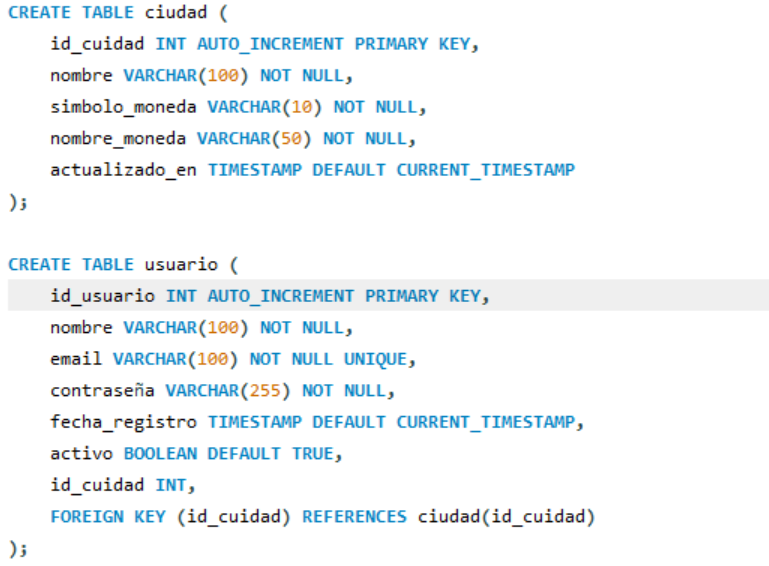 CREATE TABLE ciudad (
    id_cuidad INT AUTO_INCREMENT PRIMARY KEY,
    nombre VARCHAR(100) NOT NULL,
    simbolo_moneda VARCHAR(10) NOT NULL,
    nombre_moneda VARCHAR(50) NOT NULL,
    actualizado_en TIMESTAMP DEFAULT CURRENT_TIMESTAMP
);

CREATE TABLE usuario (
    id_usuario INT AUTO_INCREMENT PRIMARY KEY,
    nombre VARCHAR(100) NOT NULL,
    email VARCHAR(100) NOT NULL UNIQUE,
    contraseña VARCHAR(255) NOT NULL,
    fecha_registro TIMESTAMP DEFAULT CURRENT_TIMESTAMP,
    activo BOOLEAN DEFAULT TRUE,
    id_cuidad INT,
    FOREIGN KEY (id_cuidad) REFERENCES ciudad(id_cuidad)
);